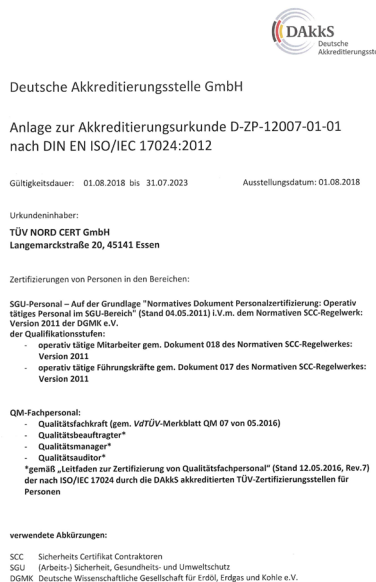 DAkkS
Deutsche
Akkreditierungsste
Deutsche Akkreditierungsstelle GmbH
Anlage zur Akkreditierungsurkunde D-ZP-12007-01-01
nach DIN EN ISO/IEC 17024:2012
Gültigkeitsdauer: 01.08.2018 bis 31.07.2023 Ausstellungsdatum: 01.08.2018
Urkundeninhaber:
TÜV NORD CERT GmbH
Langemarckstraße 20, 45141 Essen
Zertifizierungen von Personen in den Bereichen:
SGU-Personal – Auf der Grundlage "Normatives Dokument Personalzertifizierung: Operativ
tätiges Personal im SGU-Bereich" (Stand 04.05.2011) i.V.m. dem Normativen SCC-Regelwerk:
Version 2011 der DGMK e.V.
der Qualifikationsstufen:
- operativ tätige Mitarbeiter gem. Dokument 018 des Normativen SCC-Regelwerkes:
Version 2011
- operativ tätige Führungskräfte gem. Dokument 017 des Normativen SCC-Regelwerkes:
Version 2011
QM-Fachpersonal:
- Qualitätsfachkraft (gem. VdTÜV-Merkblatt QM 07 von 05.2016)
- Qualitätsbeauftragter*
- Qualitätsmanager*
- Qualitätsauditor*
*gemäß „Leitfaden zur Zertifizierung von Qualitätsfachpersonal" (Stand 12.05.2016, Rev.7)
der nach ISO/IEC 17024 durch die DAkkS akkreditierten TÜV-Zertifizierungsstellen für
Personen
verwendete Abkürzungen:
SCC Sicherheits Certifikat Contraktoren
SGU (Arbeits-) Sicherheit, Gesundheits- und Umweltschutz
DGMK Deutsche Wissenschaftliche Gesellschaft für Erdöl, Erdgas und Kohle e.V.